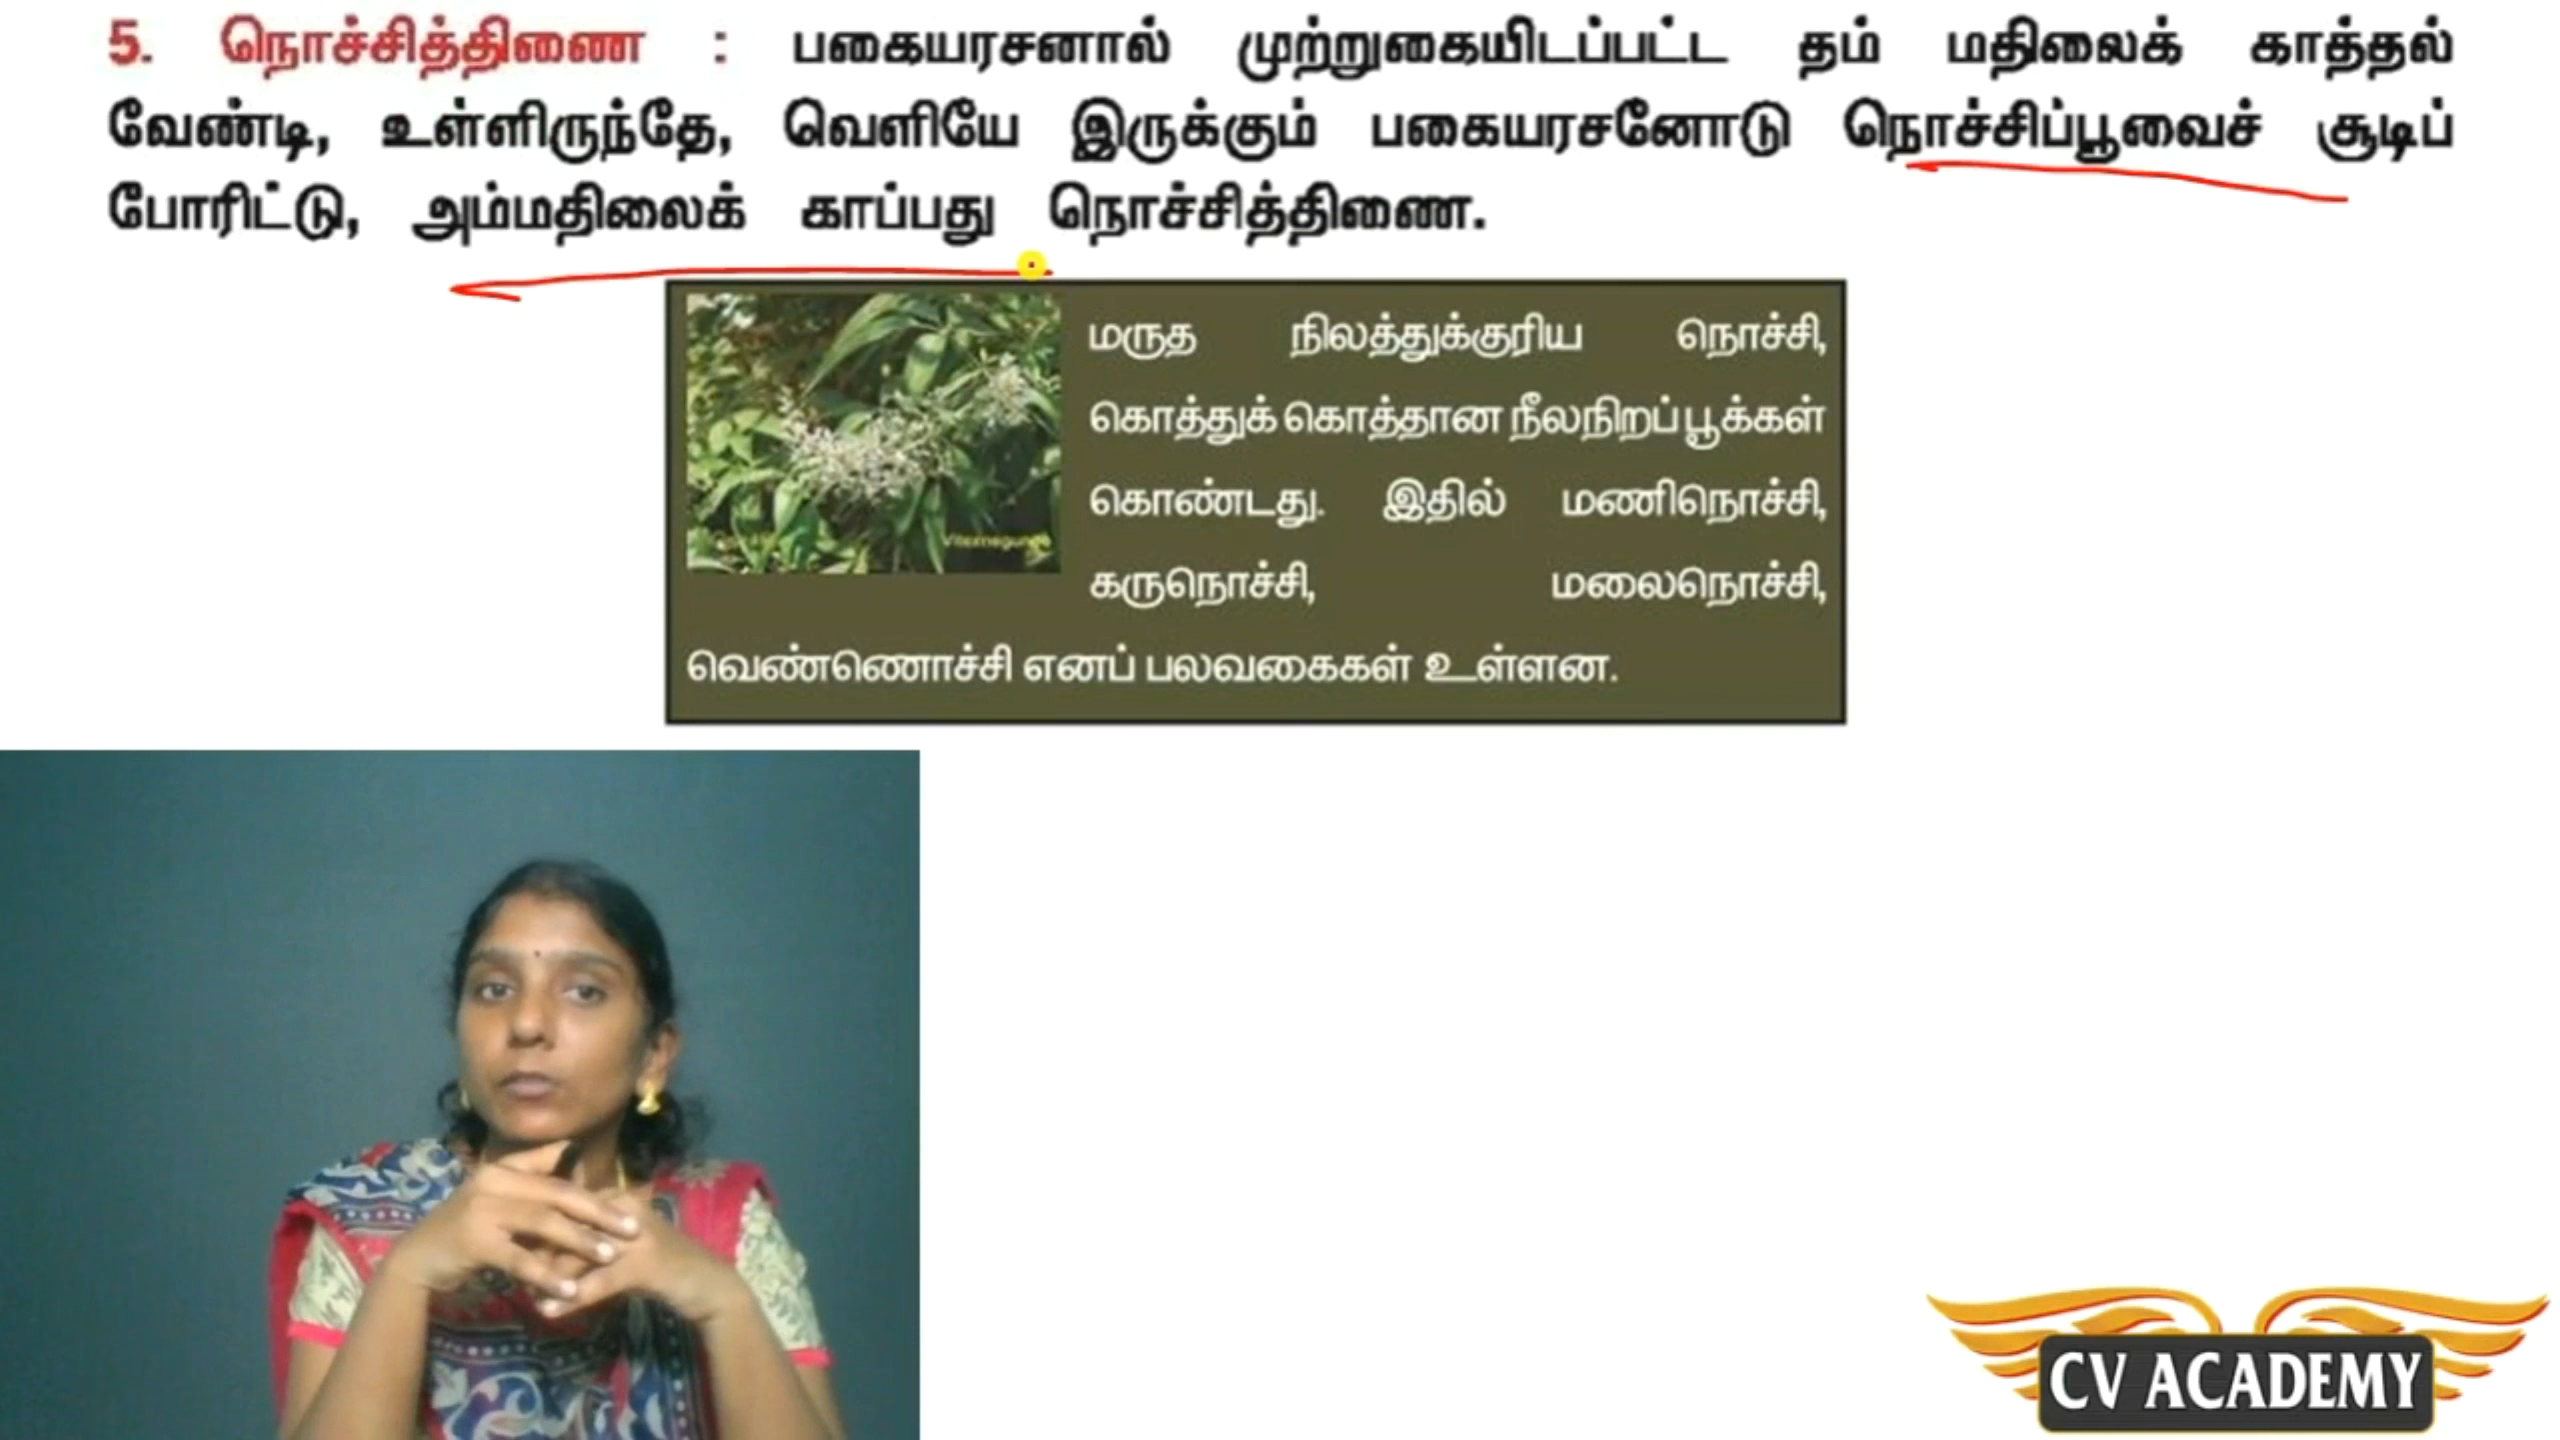 5. நொச்சித்திணை : பகையரசனால் முற்றுகையிடப்பட்ட தம் மதிலைக் காத்தல்
வேண்டி, உள்ளிருந்தே, வெளியே இருக்கும் பகையரசனோடு நொச்சிப்பூவைச் சூடிப்
போரிட்டு, அம்மதிலைக் காப்பது நொச்சித்திணை.
மருத நிலத்துக்குரிய நொச்சி,
கொத்துக் கொத்தான நீலநிறப் பூக்கள்
கொண்டது. இதில் மணிநொச்சி,
கருநொச்சி, மலைநொச்சி,
வெண்ணொச்சி எனப் பலவகைகள் உள்ளன.
CV ACADEMY